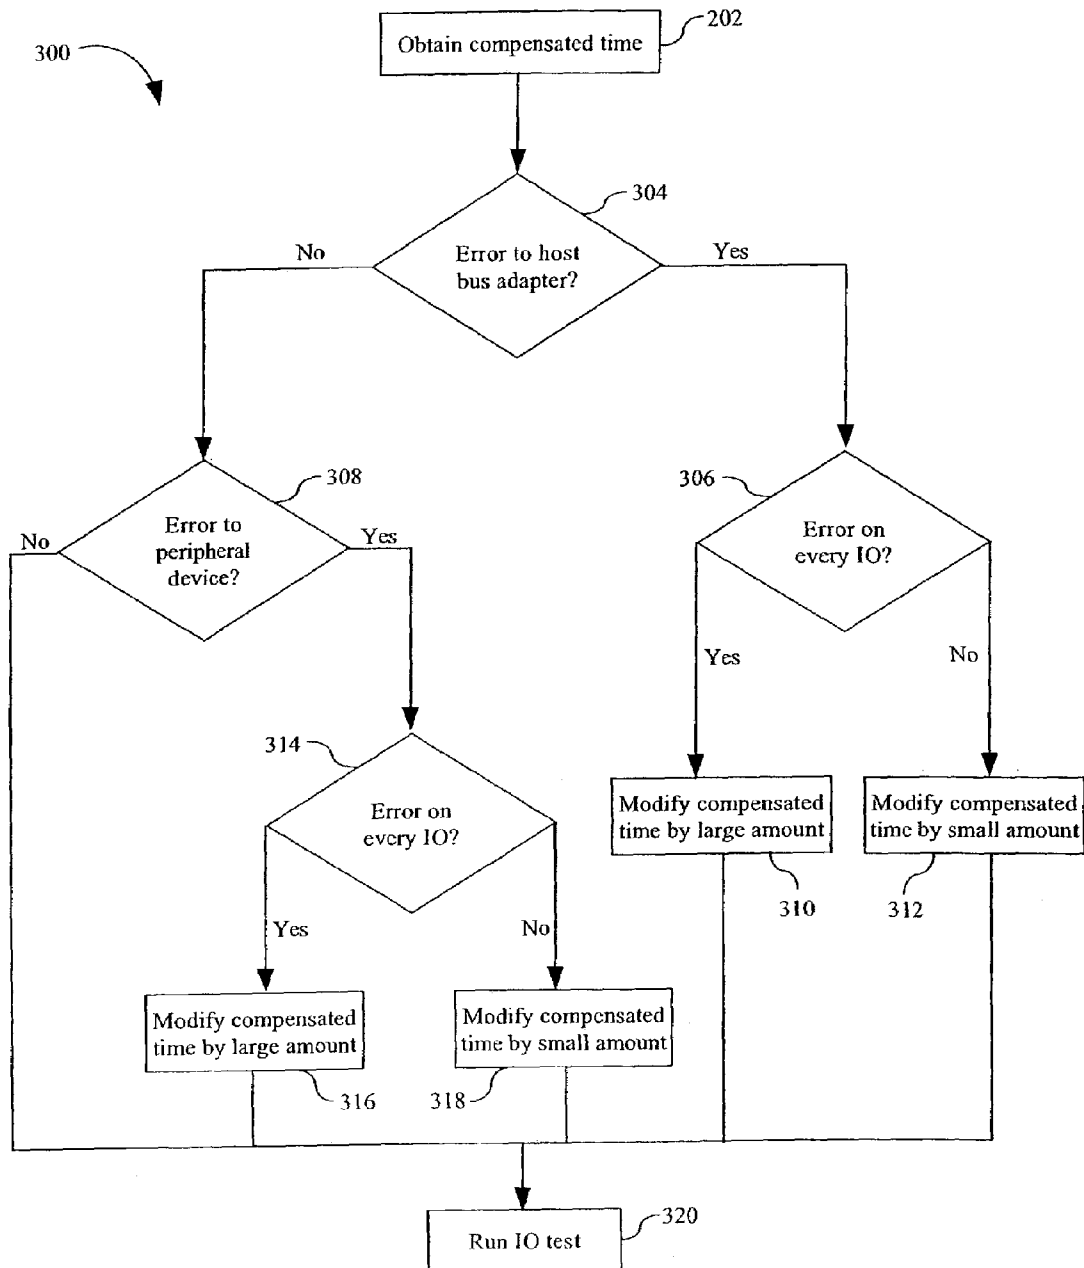 300
Obtain compensated time
202
304
Error to host
bus adapter?
No
Yes
308
Error to
peripheral
device?
No
Yes
306
Error on
every IO?
Yes
No
314
Error on
every IO?
Yes
No
Modify compensated
time by large amount
310
Modify compensated
time by small amount
312
Modify compensated
time by large amount
316
Modify compensated
time by small amount
318
Run IO test
320